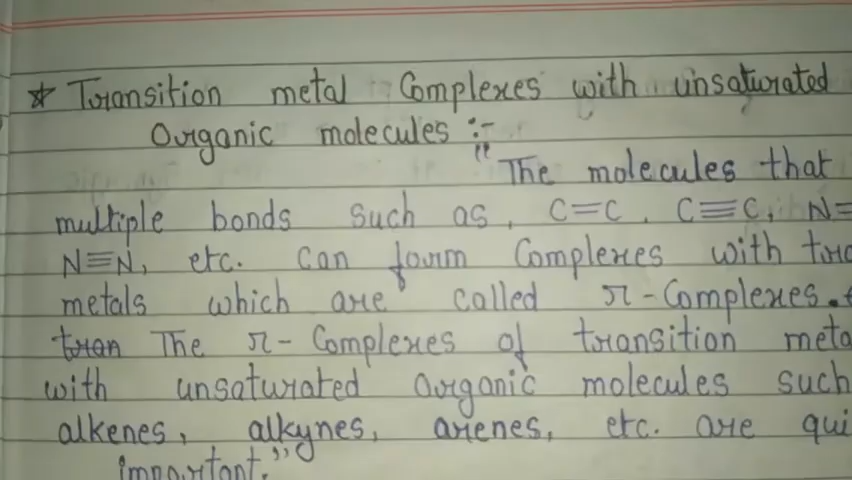 ★ Transition metal Complexes with unsaturated
Organic molecules :-
"The molecules that
multiple bonds such as, C=C, C≡C, N=
N≡N, etc. can form Complexes with tra
metals which are called π-Complexes.
tran The π-Complexes of transition meta
with unsaturated organic molecules such
alkenes, alkynes, arenes, etc. are qui
important."